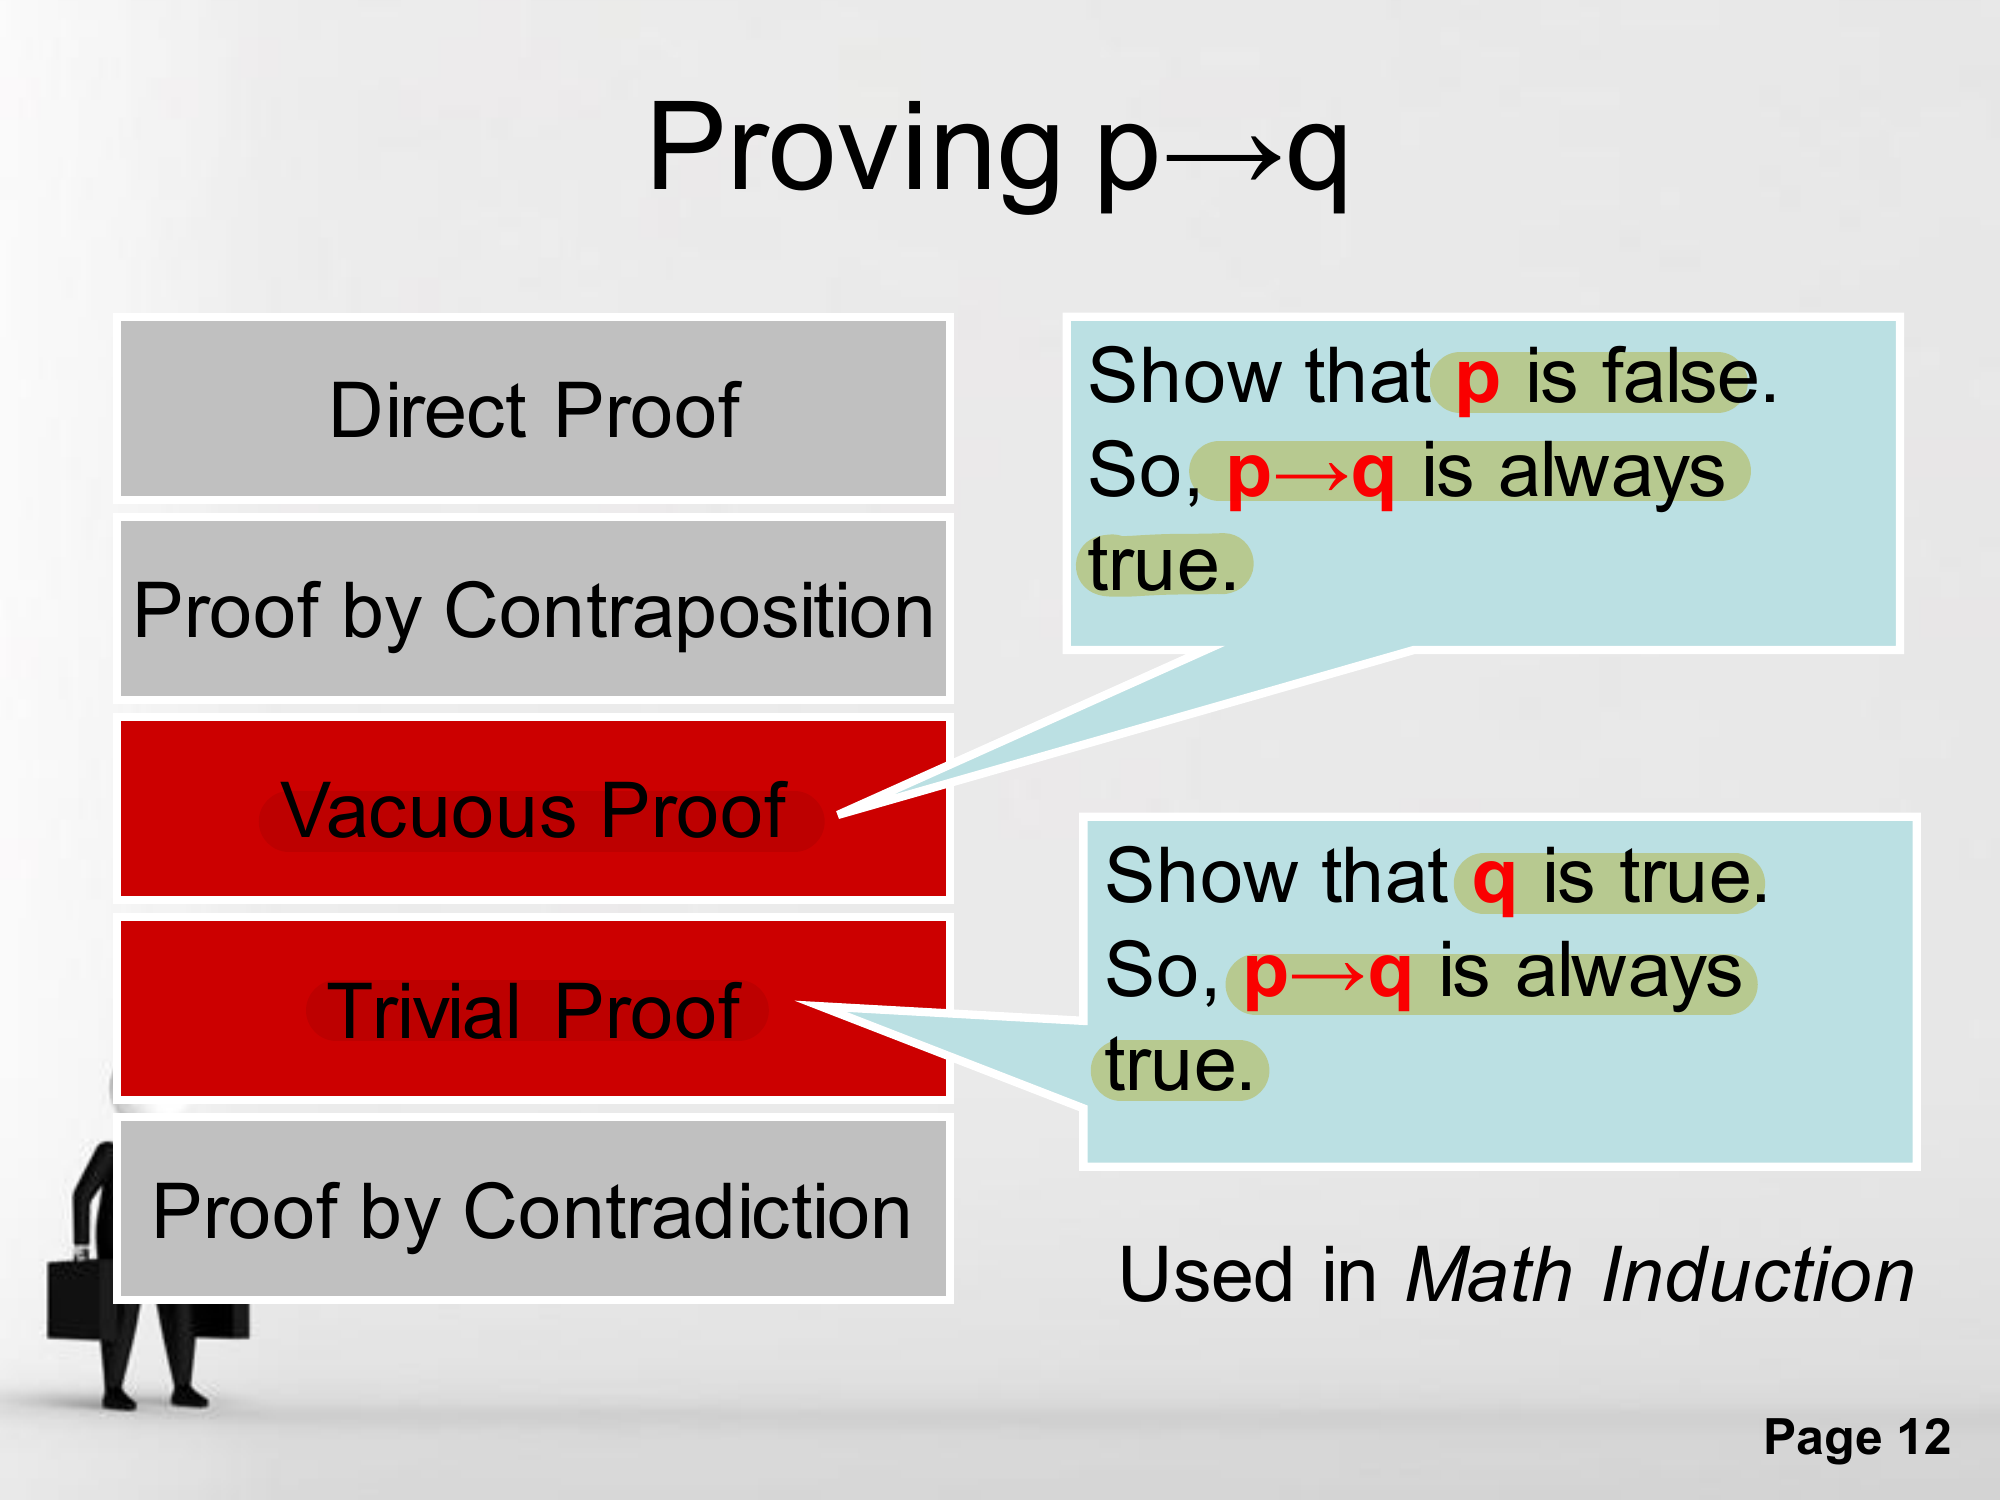 Proving p→q
Direct Proof
Proof by Contraposition
Vacuous Proof
Trivial Proof
Proof by Contradiction
Show that p is false.
So, p→q is always
true.
Show that q is true.
So, p→q is always
true.
Used in Math Induction
Page 12